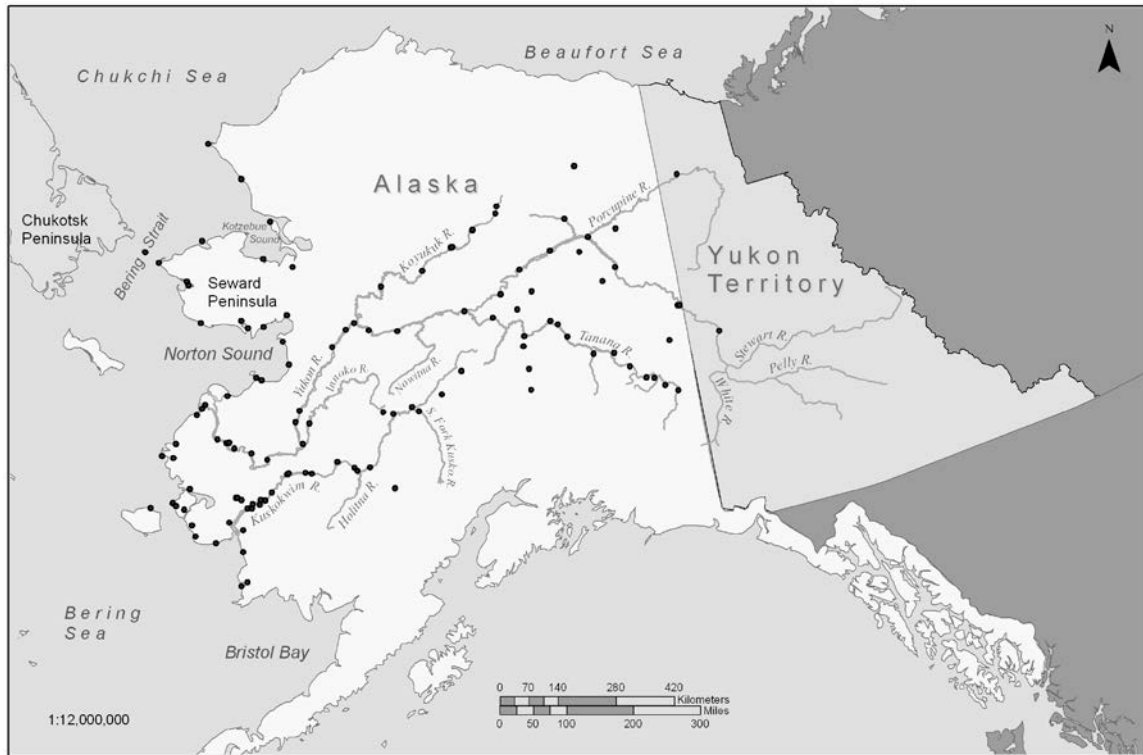 N
Beaufort Sea
Chukchi Sea
Alaska
Porcupine R.
Chukotsk
Peninsula
Bering Strait
Kotzebue
Sound
Koyukuk R.
Yukon
Territory
Seward
Peninsula
Norton Sound
Yukon R.
Innoko R.
Nowitna R.
Tanana R.
Stewart R.
Pelly R.
White R.
S. Fork Kusko. R.
Kuskokwim R.
Holitna R.
Bering
Sea
Bristol Bay
0 70 140 280 420
Kilometers
Miles
0 50 100 200 300
1:12,000,000